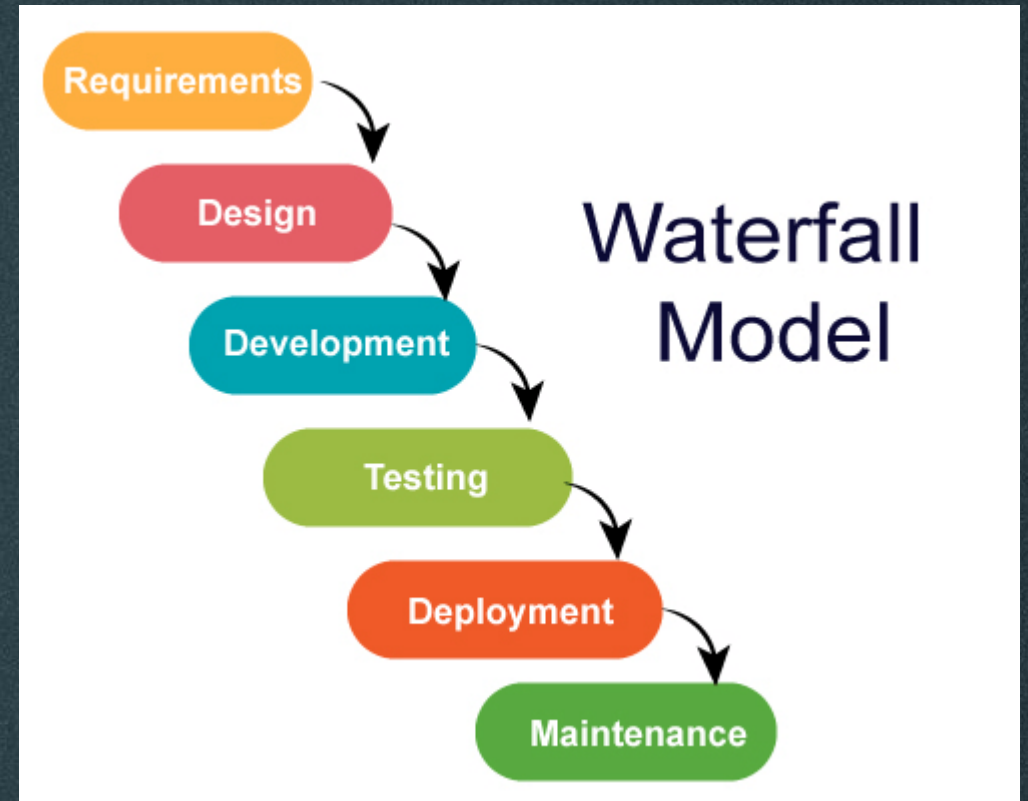 Requirements
Design
Waterfall
Model
Development
Testing
Deployment
Maintenance